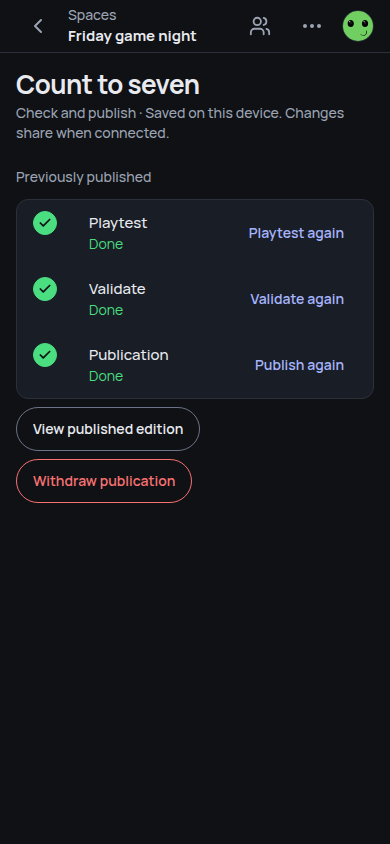 Spaces
Friday game night
Count to seven
Check and publish · Saved on this device. Changes
share when connected.
Previously published
Playtest
Done
Playtest again
Validate
Done
Validate again
Publication
Done
Publish again
View published edition
Withdraw publication